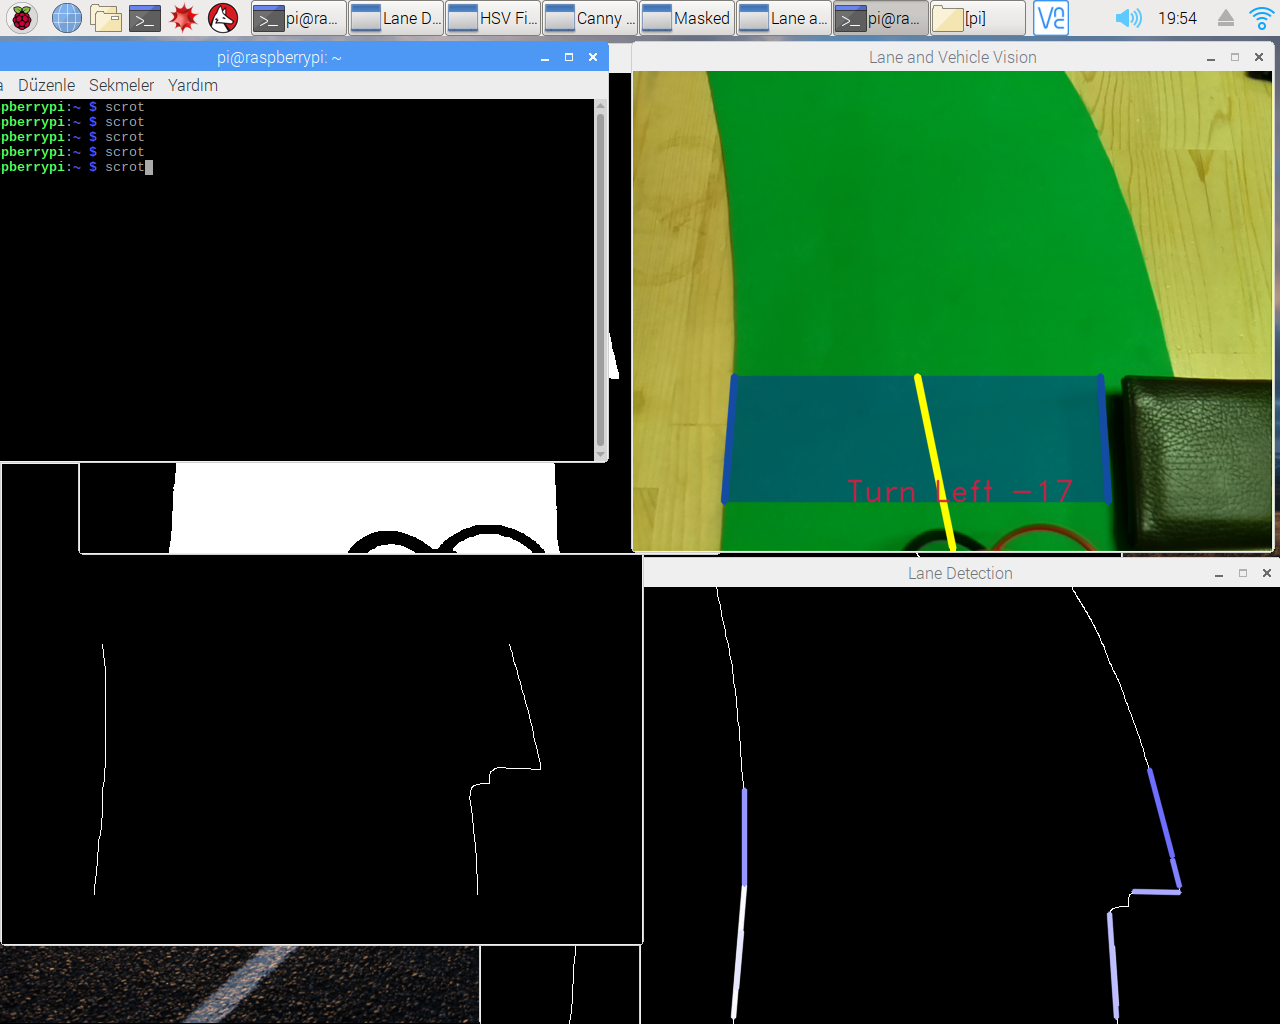 pi@ra...
Lane D...
HSV Fi...
Canny ...
Masked
Lane a...
pi@ra...
[pi]
19:54
pi@raspberrypi: ~
a Düzenle Sekmeler Yardım
pberrypi:~ $ scrot
pberrypi:~ $ scrot
pberrypi:~ $ scrot
pberrypi:~ $ scrot
pberrypi:~ $ scrot
Lane and Vehicle Vision
Turn Left -17
Lane Detection